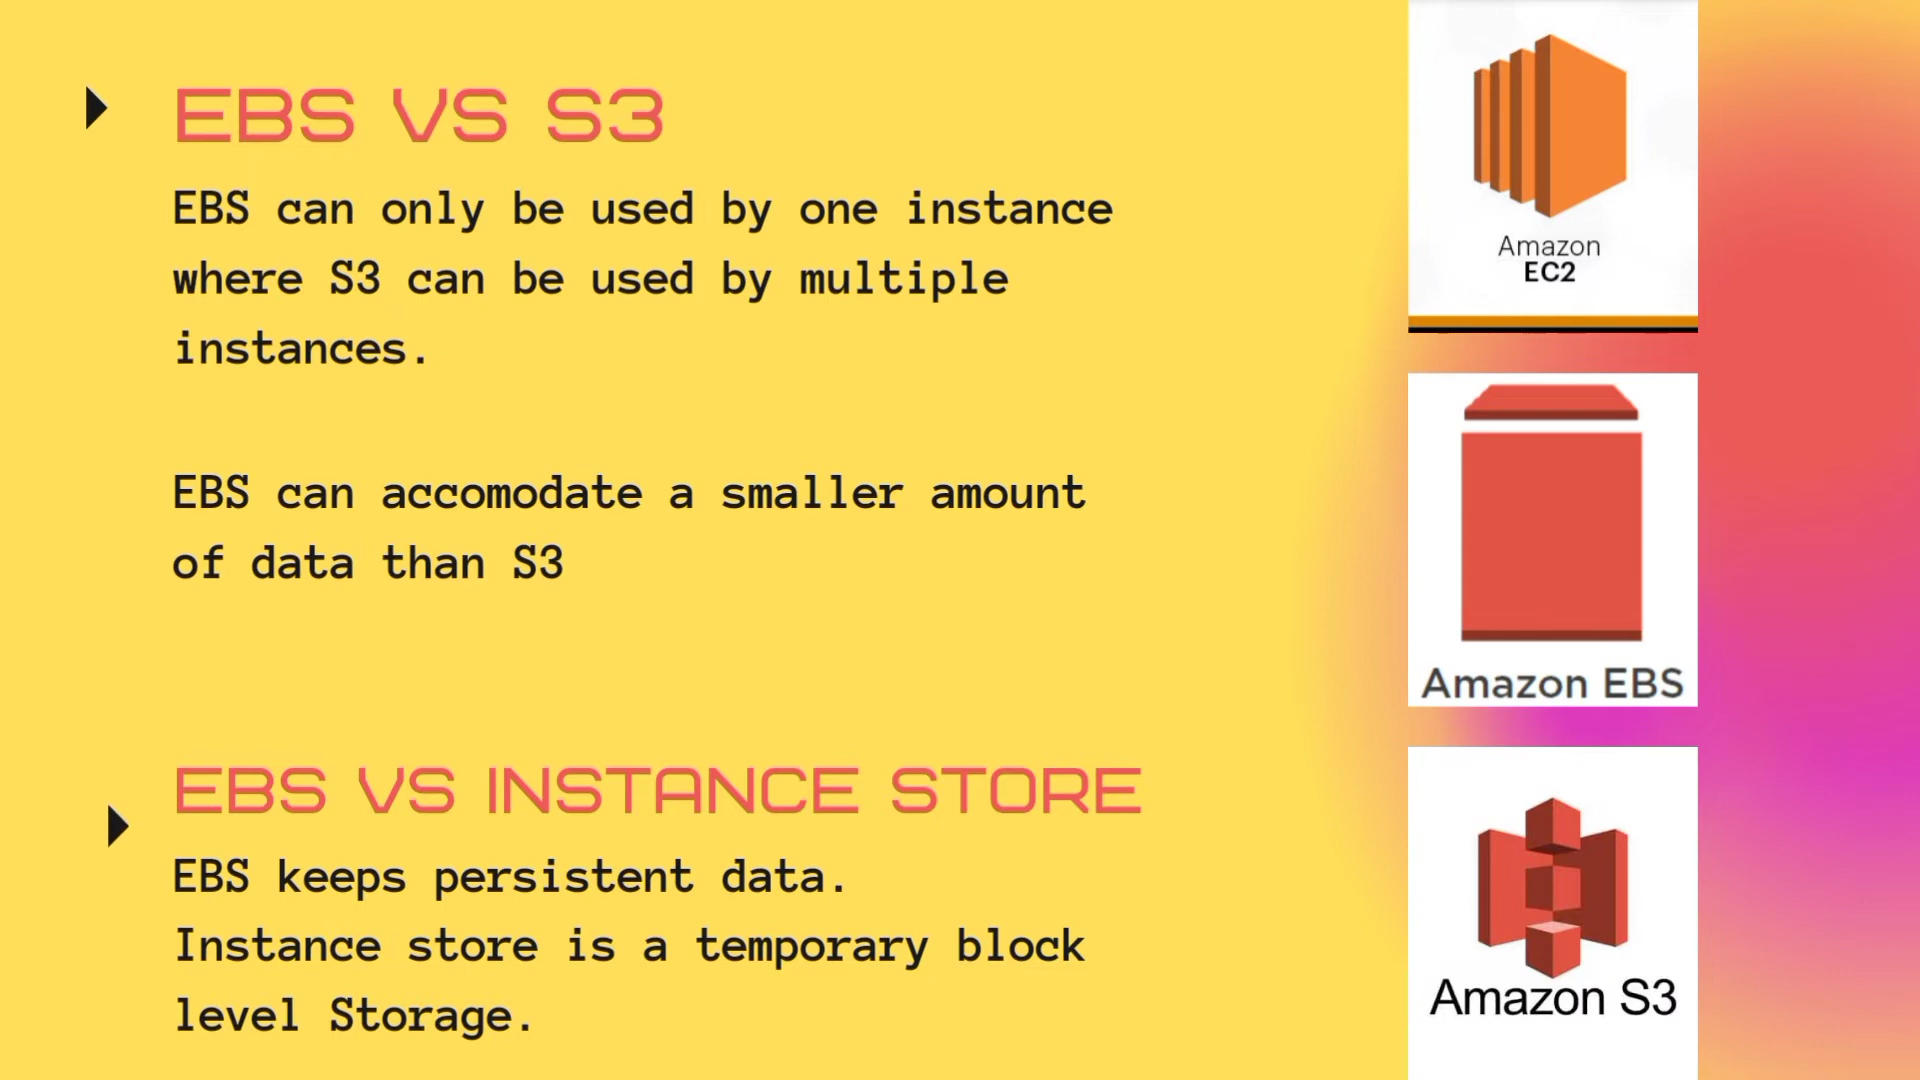 EBS VS S3
EBS can only be used by one instance
where S3 can be used by multiple
instances.
EBS can accomodate a smaller amount
of data than S3
EBS VS INSTANCE STORE
EBS keeps persistent data.
Instance store is a temporary block
level Storage.
Amazon
EC2
Amazon EBS
Amazon S3